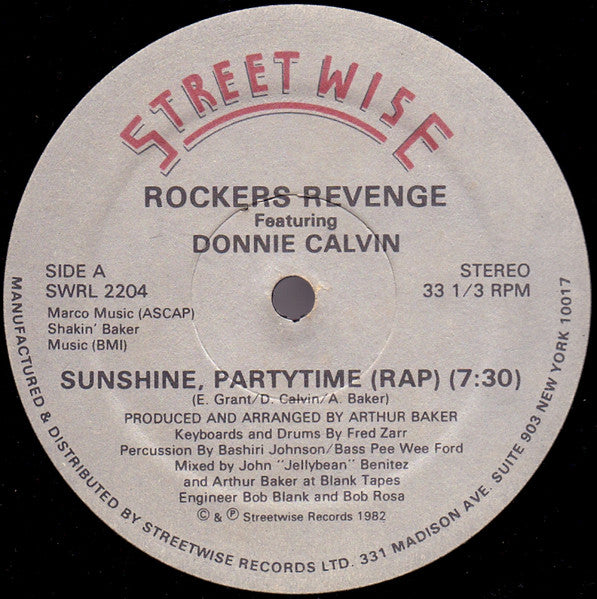 STREETWISE
ROCKERS REVENGE
Featuring
DONNIE CALVIN
SIDE A
SWRL 2204
Marco Music (ASCAP)
Shakin' Baker
Music (BMI)
STEREO
33 1/3 RPM
SUNSHINE, PARTYTIME (RAP) (7:30)
(E. Grant/D. Calvin/A. Baker)
PRODUCED AND ARRANGED BY ARTHUR BAKER
Keyboards and Drums By Fred Zarr
Percussion By Bashiri Johnson/Bass Pee Wee Ford
Mixed by John "Jellybean" Benitez
and Arthur Baker at Blank Tapes
Engineer Bob Blank and Bob Rosa
© & ℗ Streetwise Records 1982
MANUFACTURED & DISTRIBUTED BY STREETWISE RECORDS LTD. 331 MADISON AVE. SUITE 903 NEW YORK 10017